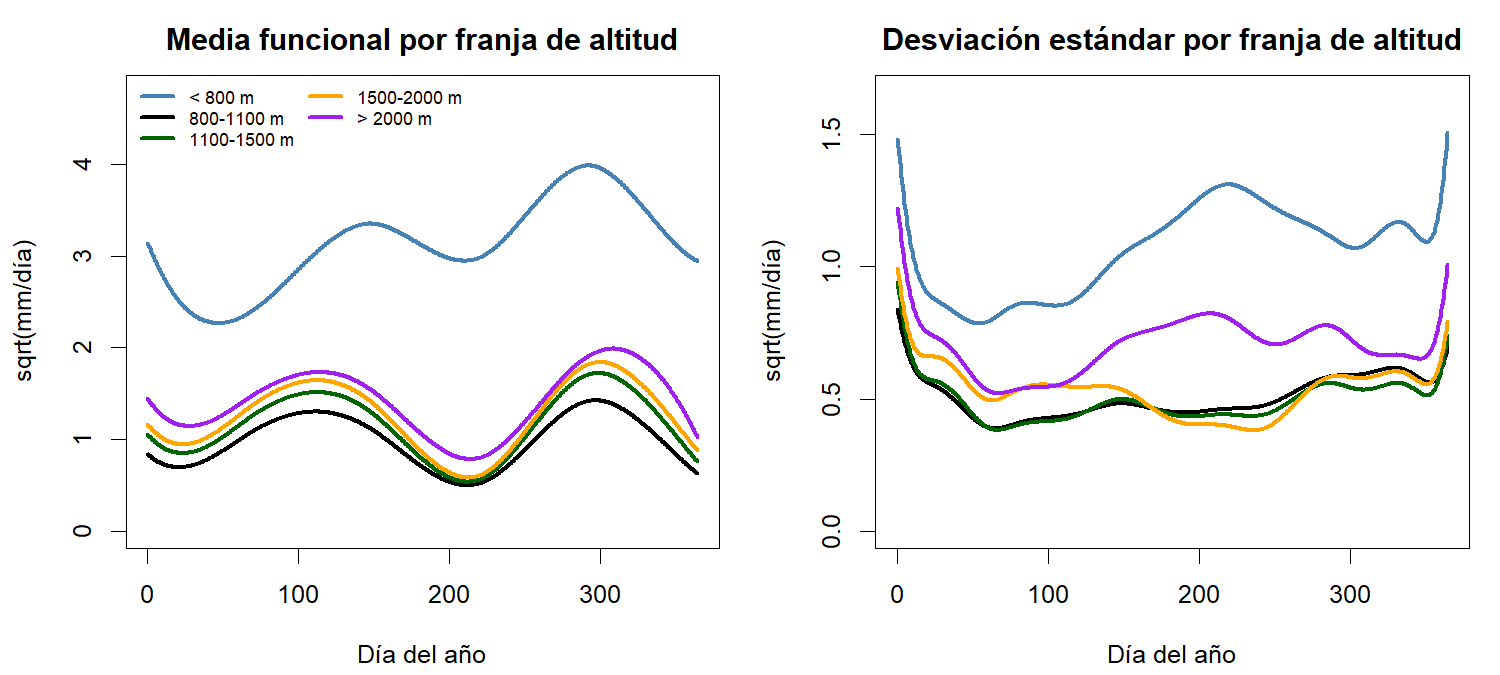 Media funcional por franja de altitud
< 800 m
800-1100 m
1100-1500 m
1500-2000 m
> 2000 m
sqrt(mm/día)
4
3
2
1
0
0 100 200 300
Día del año
Desviación estándar por franja de altitud
sqrt(mm/día)
1.5
1.0
0.5
0.0
0 100 200 300
Día del año